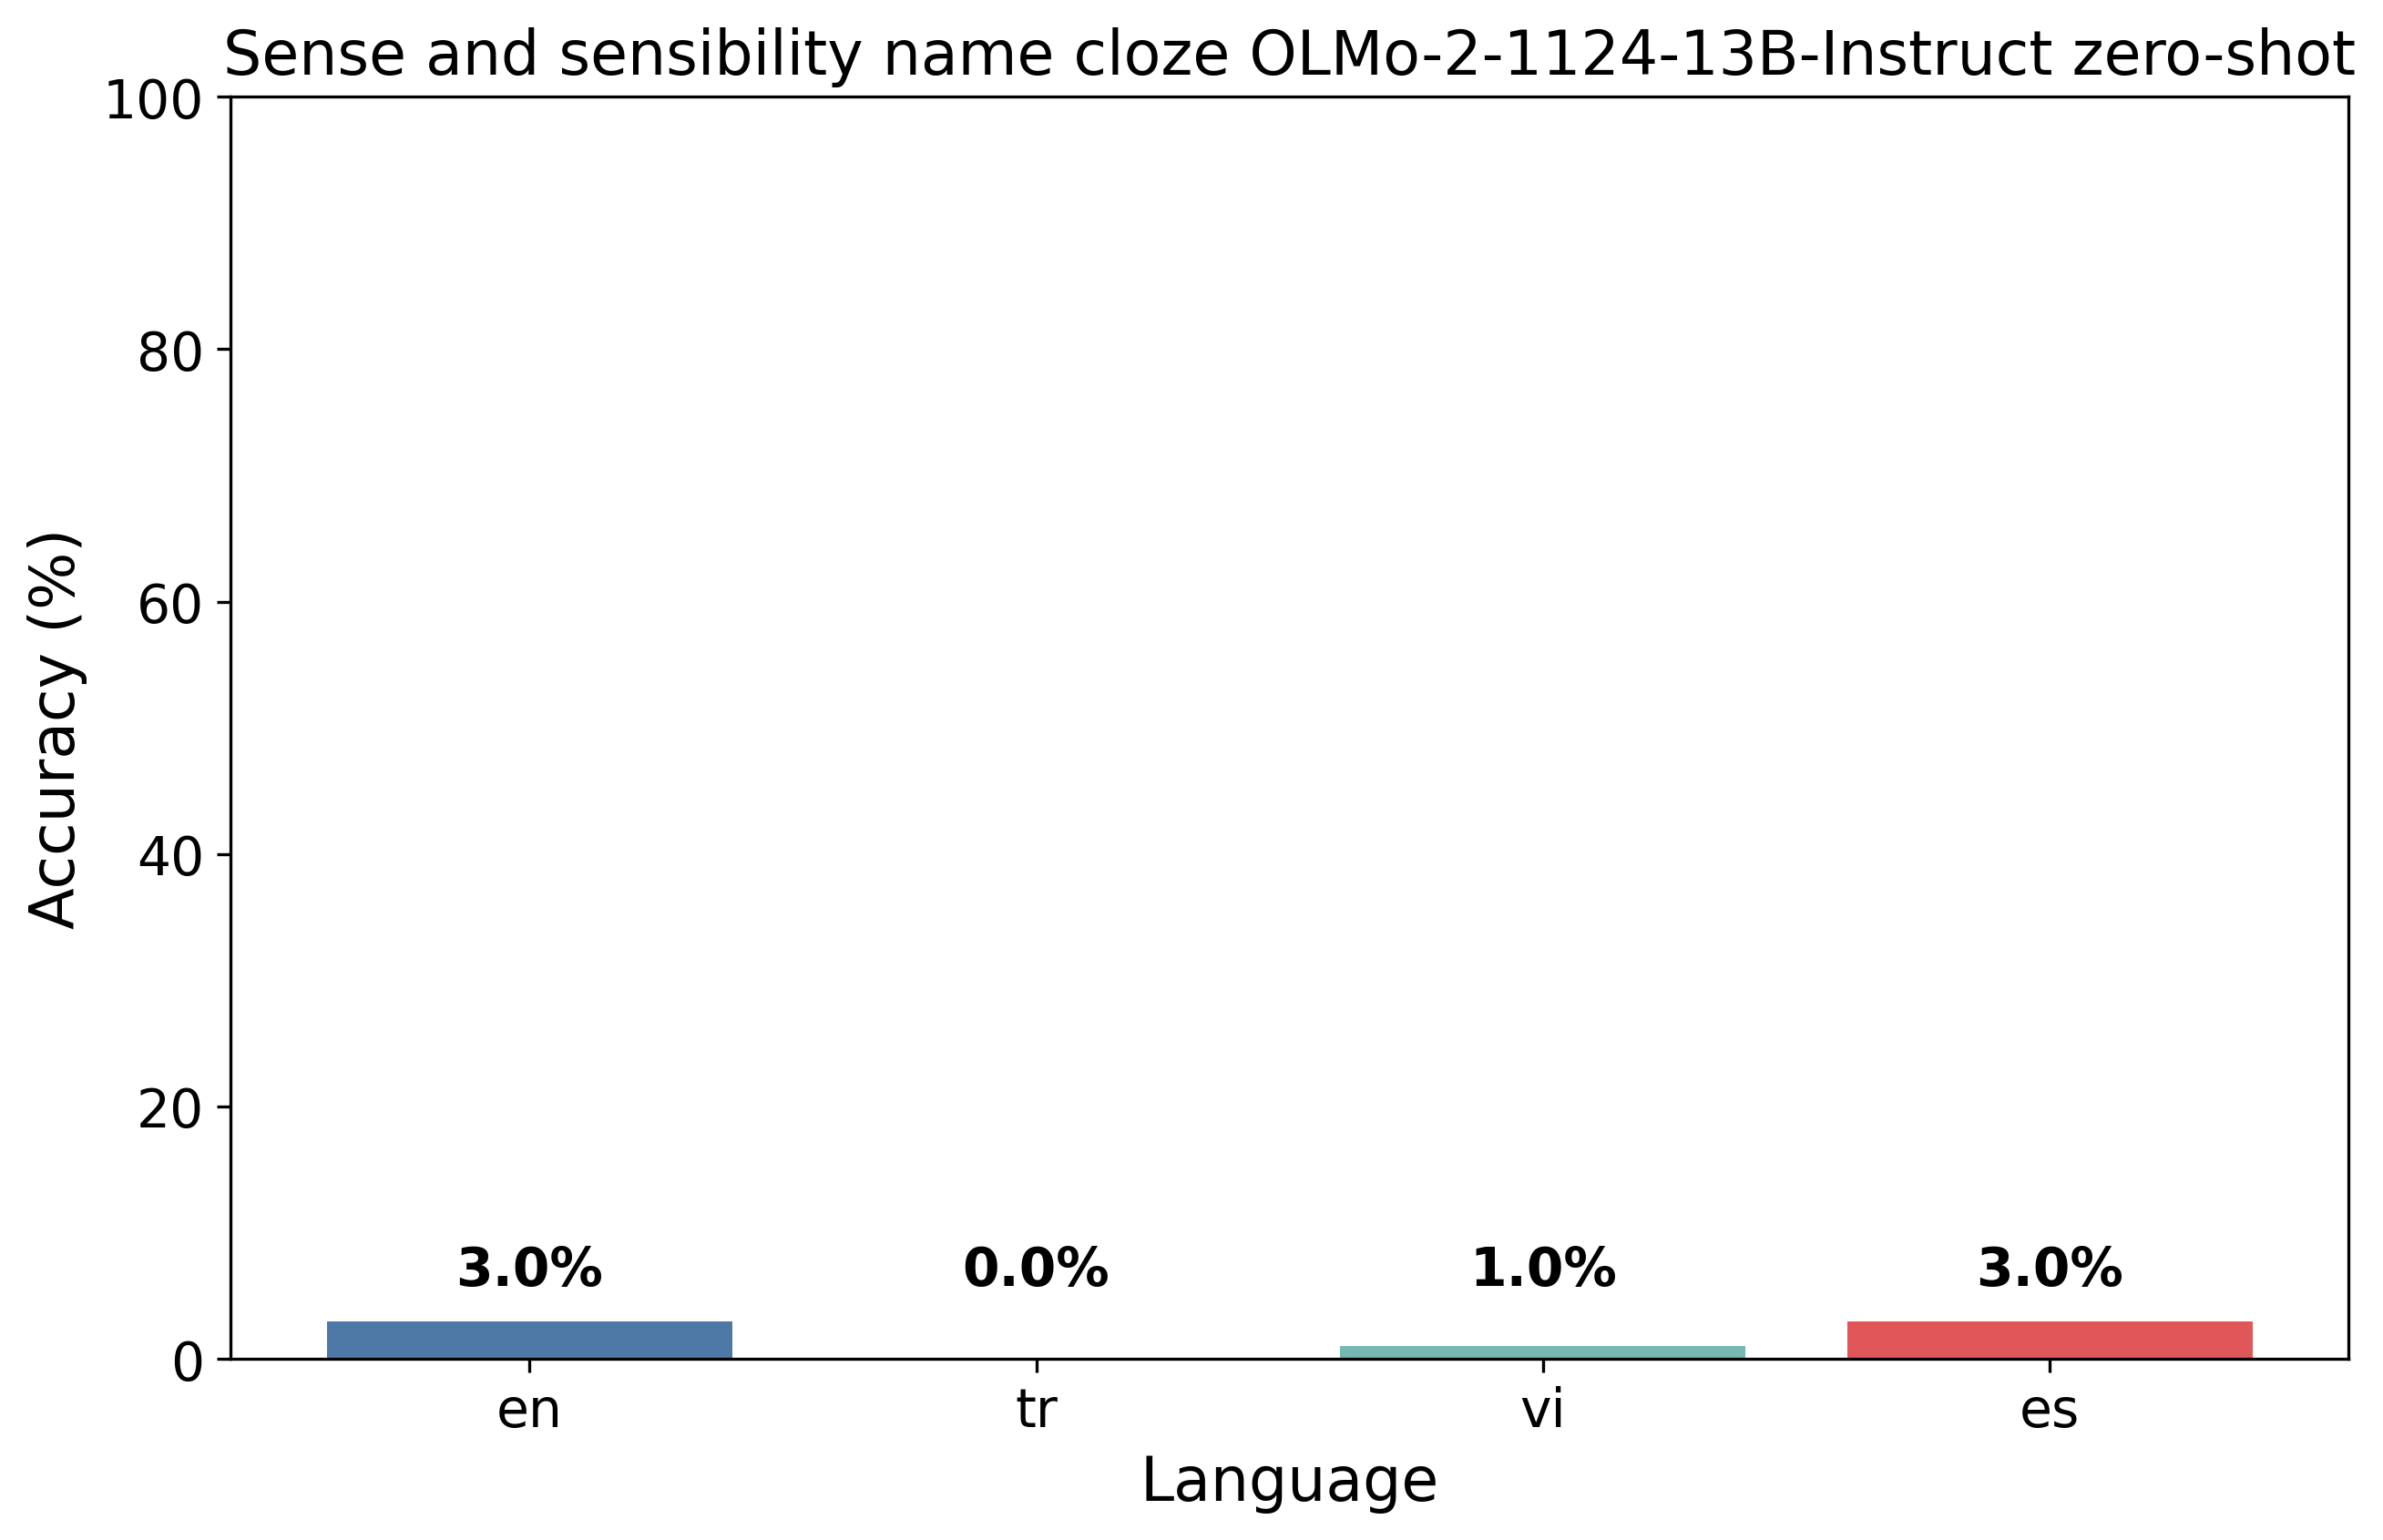 Sense and sensibility name cloze OLMo-2-1124-13B-Instruct zero-shot
100
80
60
40
20
0
Accuracy (%)
3.0%
0.0%
1.0%
3.0%
en
tr
vi
es
Language